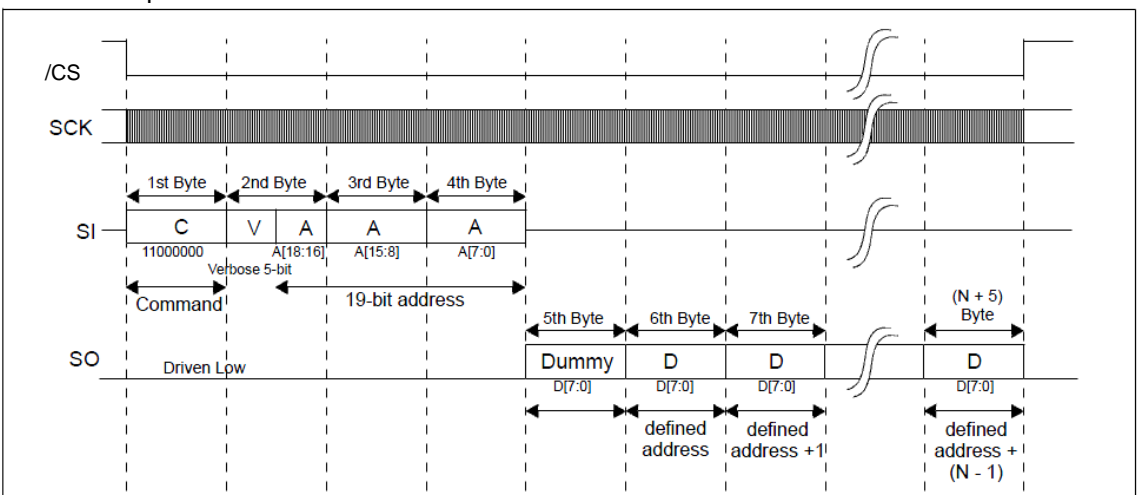 /CS
SCK
1st Byte 2nd Byte 3rd Byte 4th Byte
SI C V A A A
11000000 A[18:16] A[15:8] A[7:0]
Verbose 5-bit
Command 19-bit address
(N + 5)
5th Byte 6th Byte 7th Byte Byte
SO Driven Low Dummy D D D
D[7:0] D[7:0] D[7:0] D[7:0]
defined defined defined
address address +1 address +
(N - 1)